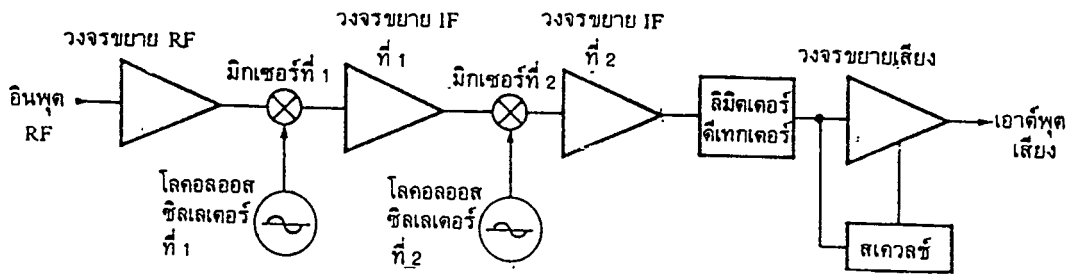 วงจรขยาย RF
วงจรขยาย IF
ที่ 1
วงจรขยาย IF
ที่ 2
มิกเซอร์ที่ 1
มิกเซอร์ที่ 2
วงจรขยายเสียง
อินพุต
RF
ลิมิตเตอร์
ดีเทกเตอร์
เอาต์พุต
เสียง
โลคอลออส
ซิลเลเตอร์
ที่ 1
โลคอลออส
ซิลเลเตอร์
ที่ 2
สเควลซ์